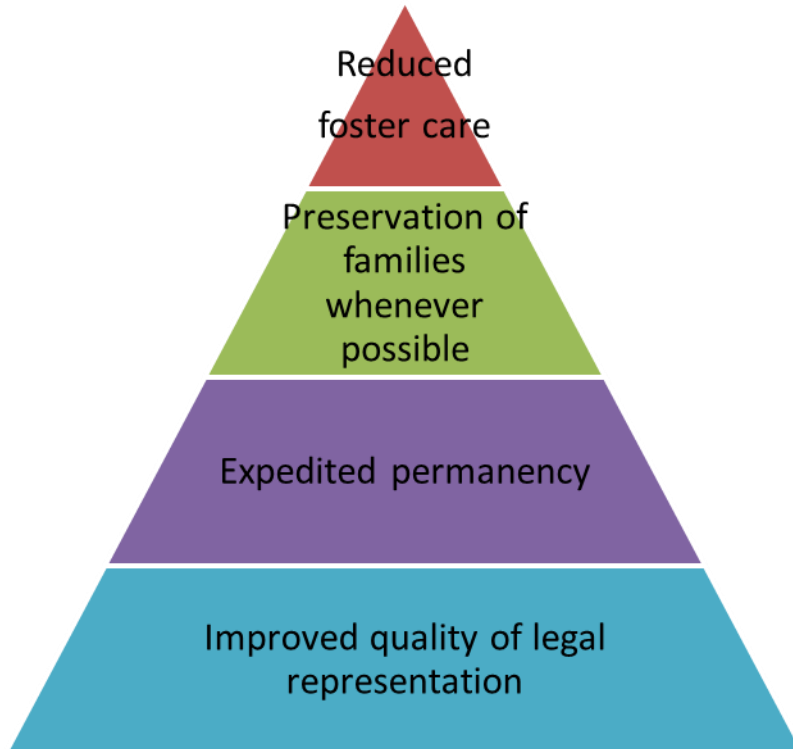 Reduced
foster care
Preservation of
families
whenever
possible
Expedited permanency
Improved quality of legal
representation